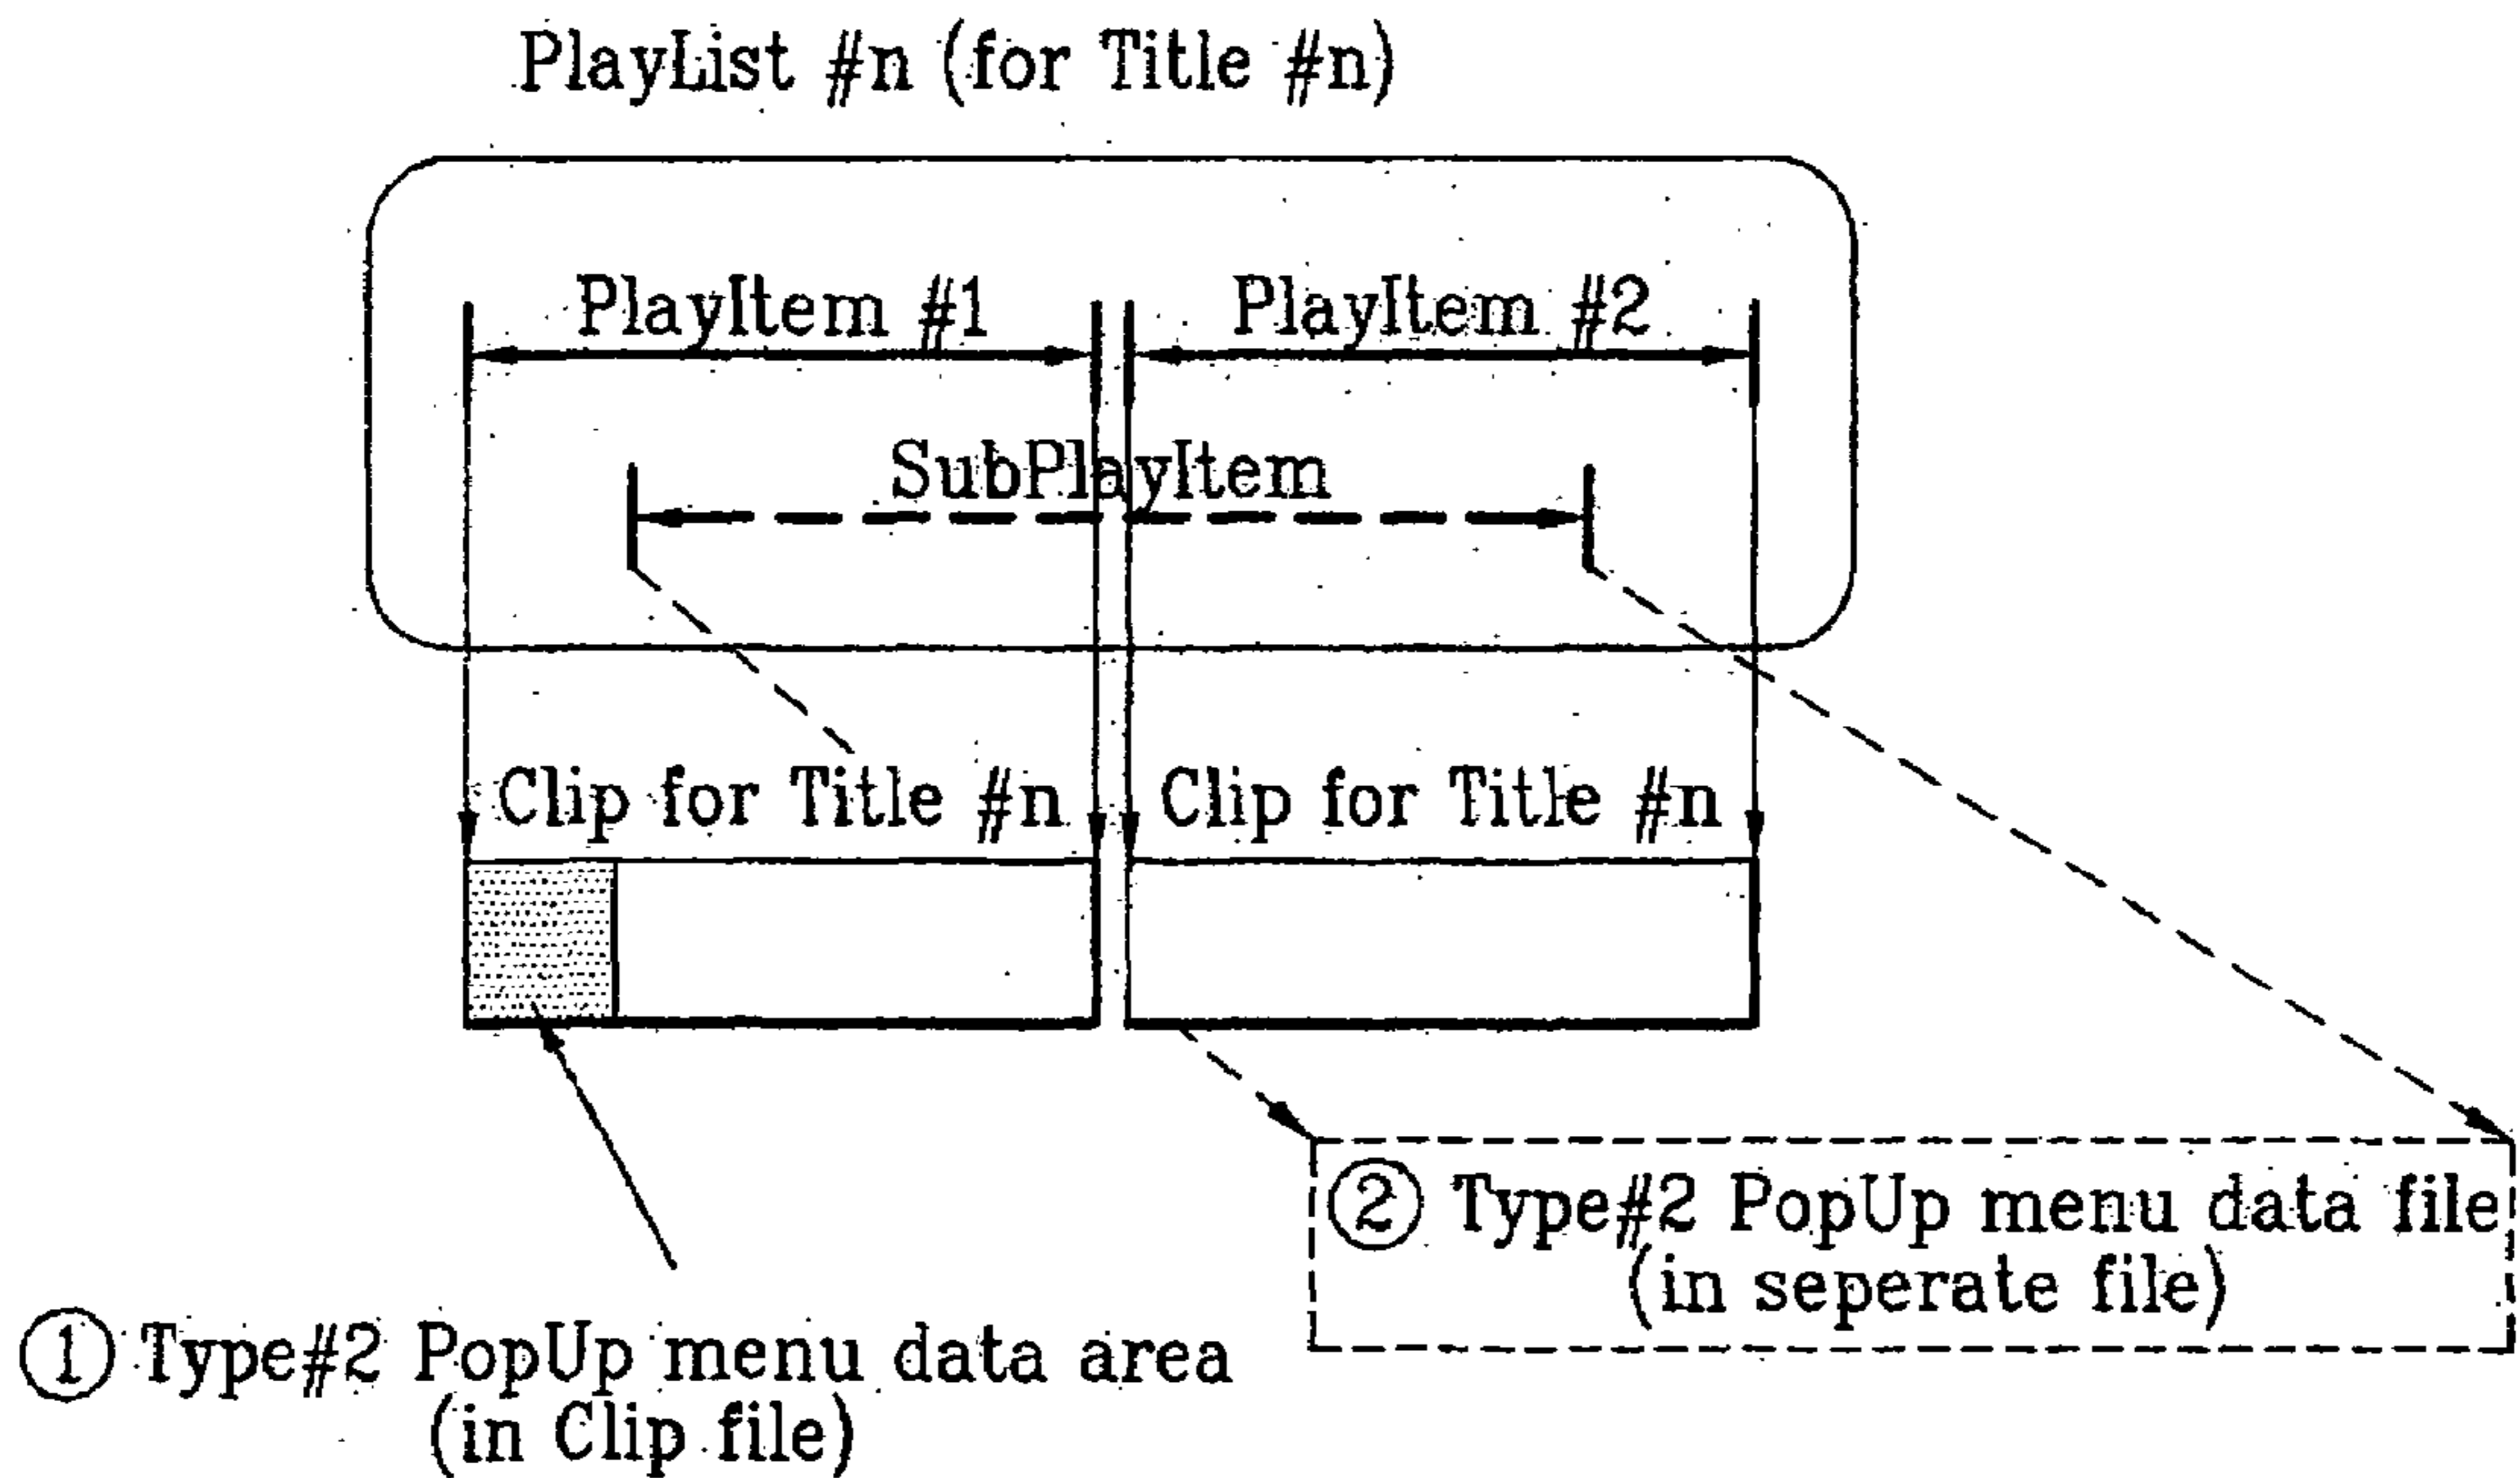 PlayList #n (for Title #n)
PlayItem #1
PlayItem #2
SubPlayItem
Clip for Title #n
Clip for Title #n
② Type#2 PopUp menu data file
(in seperate file)
① Type#2 PopUp menu data area
(in Clip file)